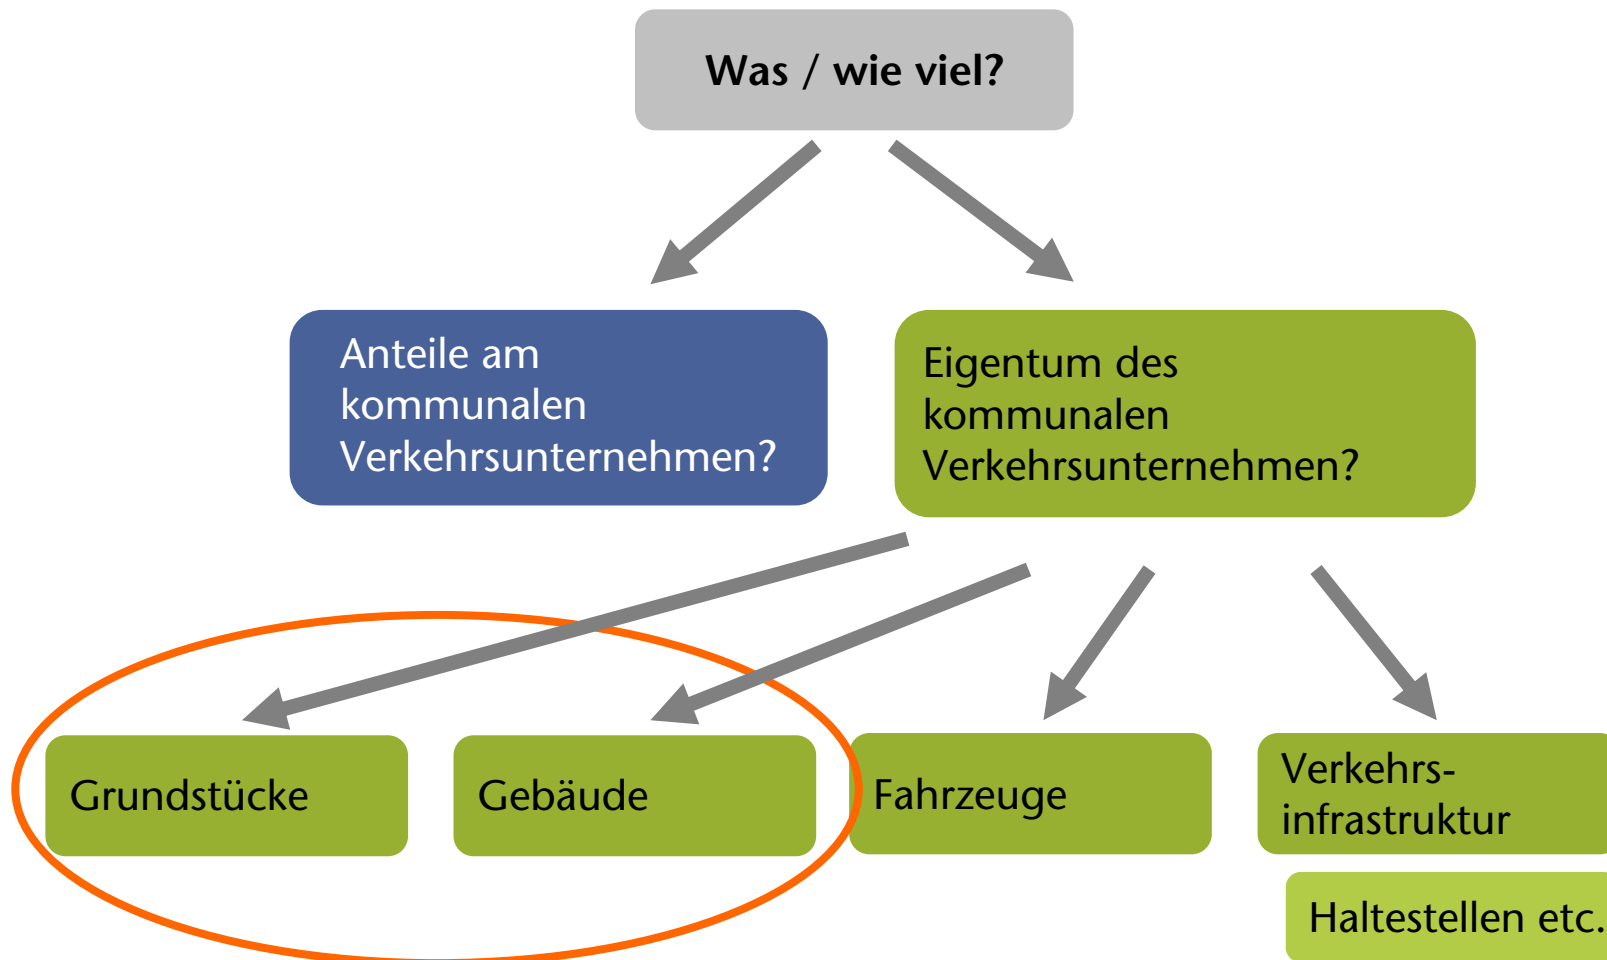 Was / wie viel?
Anteile am
kommunalen
Verkehrsunternehmen?
Eigentum des
kommunalen
Verkehrsunternehmen?
Grundstücke
Gebäude
Fahrzeuge
Verkehrs-
infrastruktur
Haltestellen etc.